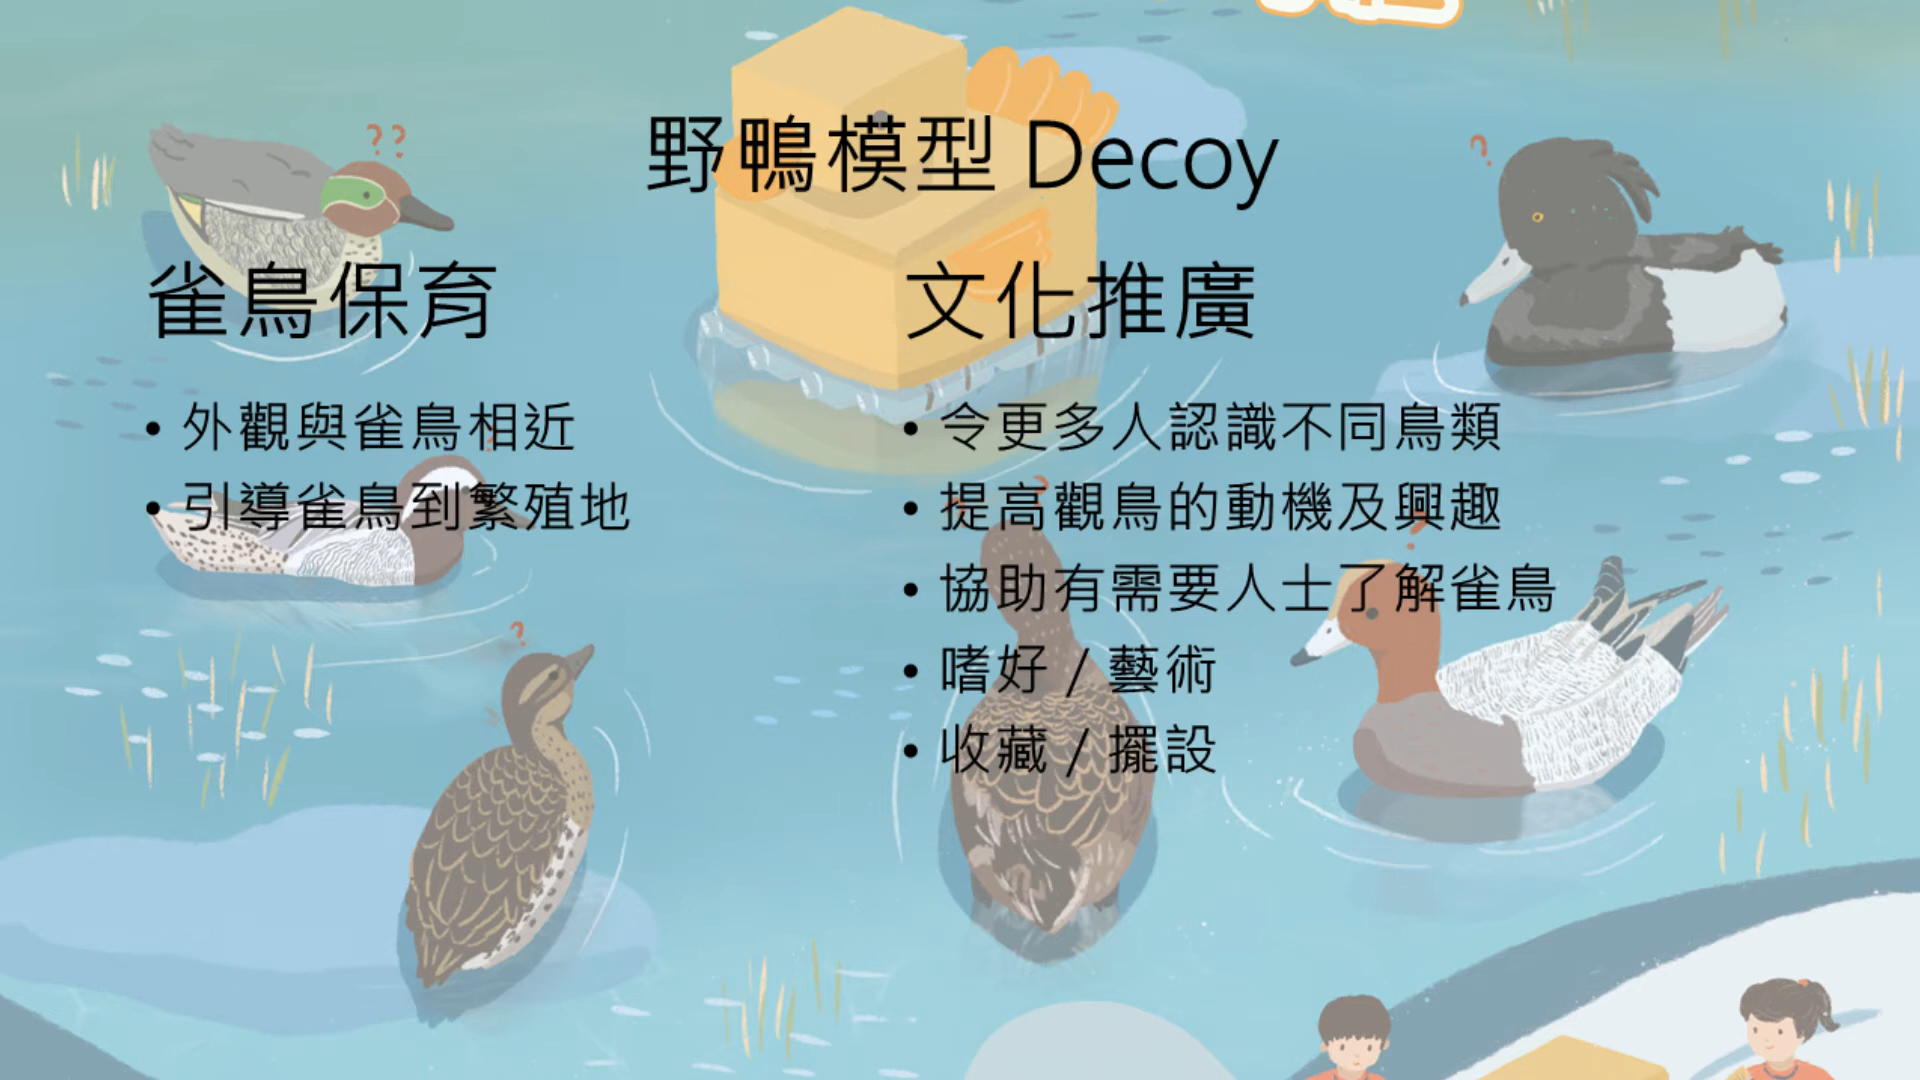 野鴨模型 Decoy
雀鳥保育
• 外觀與雀鳥相近
• 引導雀鳥到繁殖地
文化推廣
• 令更多人認識不同鳥類
• 提高觀鳥的動機及興趣
• 協助有需要人士了解雀鳥
• 嗜好 / 藝術
• 收藏 / 擺設